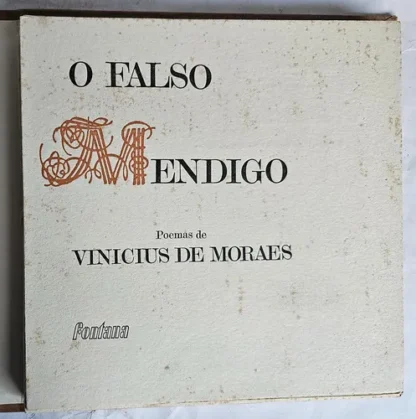 O FALSO
MENDIGO
Poemas de
VINICIUS DE MORAES
fontana